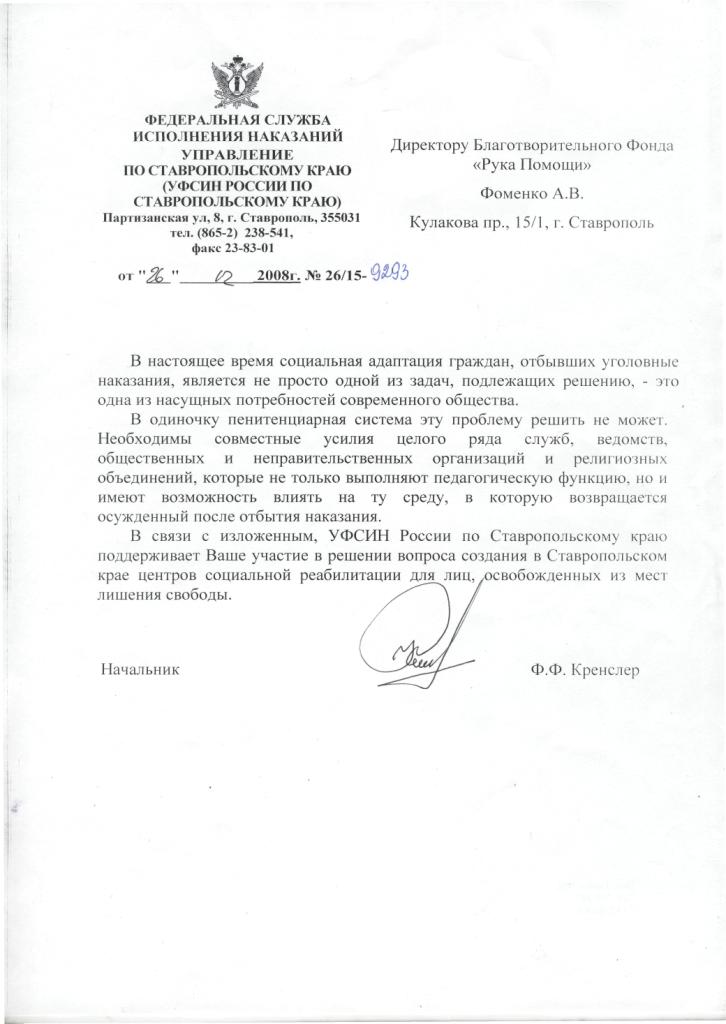 ФЕДЕРАЛЬНАЯ СЛУЖБА
ИСПОЛНЕНИЯ НАКАЗАНИЙ
УПРАВЛЕНИЕ
ПО СТАВРОПОЛЬСКОМУ КРАЮ
(УФСИН РОССИИ ПО
СТАВРОПОЛЬСКОМУ КРАЮ)
Партизанская ул, 8, г. Ставрополь, 355031
тел. (865-2) 238-541,
факс 23-83-01
от "26" 12 2008г. № 26/15-9293
Директору Благотворительного Фонда
«Рука Помощи»
Фоменко А.В.
Кулакова пр., 15/1, г. Ставрополь
В настоящее время социальная адаптация граждан, отбывших уголовные
наказания, является не просто одной из задач, подлежащих решению, - это
одна из насущных потребностей современного общества.
В одиночку пенитенциарная система эту проблему решить не может.
Необходимы совместные усилия целого ряда служб, ведомств,
общественных и неправительственных организаций и религиозных
объединений, которые не только выполняют педагогическую функцию, но и
имеют возможность влиять на ту среду, в которую возвращается
осужденный после отбытия наказания.
В связи с изложенным, УФСИН России по Ставропольскому краю
поддерживает Ваше участие в решении вопроса создания в Ставропольском
крае центров социальной реабилитации для лиц, освобожденных из мест
лишения свободы.
Начальник Ф.Ф. Кренслер